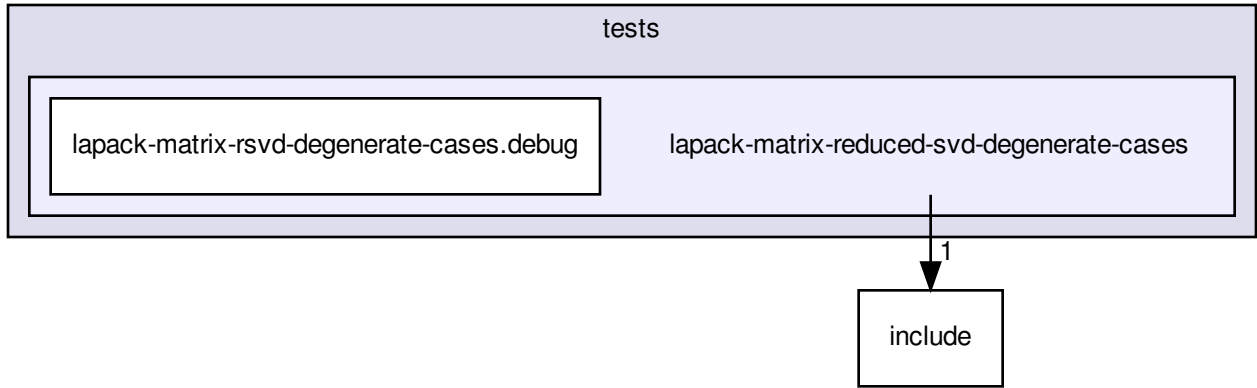 tests
lapack-matrix-rsvd-degenerate-cases.debug
lapack-matrix-reduced-svd-degenerate-cases
1
include